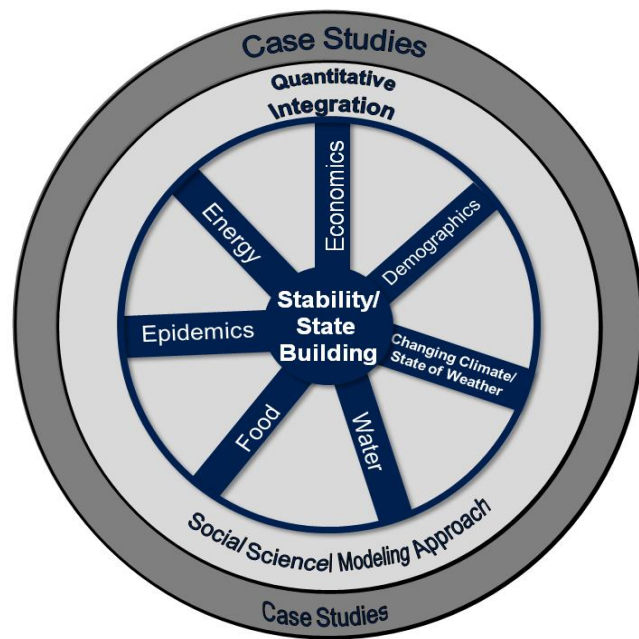 Case Studies
Quantitative
Integration
Economics
Energy
Demographics
Stability/
State
Building
Epidemics
Changing Climate/
State of Weather
Food
Water
Social Science/ Modeling Approach
Case Studies